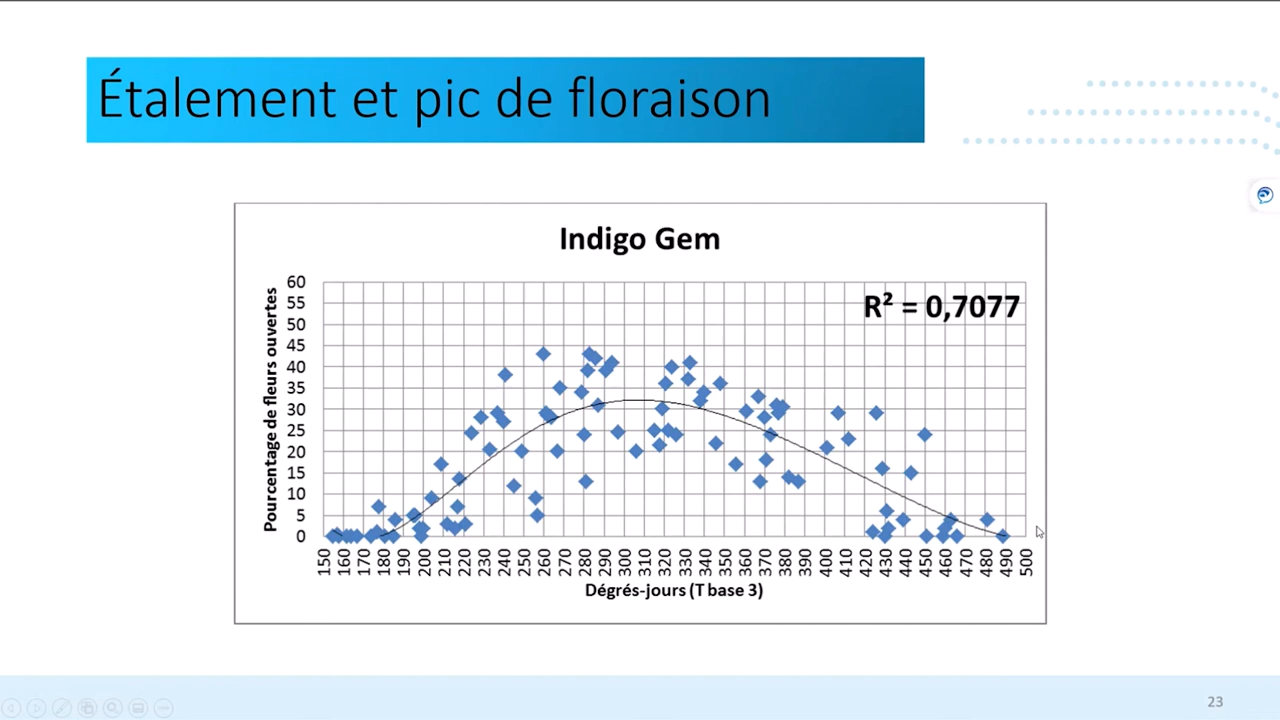 Étalement et pic de floraison
Indigo Gem
R² = 0,7077
Pourcentage de fleurs ouvertes
60
55
50
45
40
35
30
25
20
15
10
5
0
150 160 170 180 190 200 210 220 230 240 250 260 270 280 290 300 310 320 330 340 350 360 370 380 390 400 410 420 430 440 450 460 470 480 490 500
Dégrés-jours (T base 3)
23